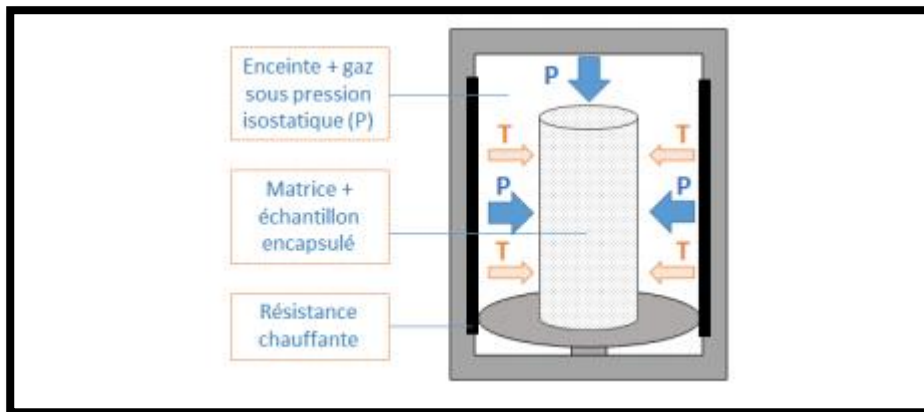 Enceinte + gaz
sous pression
isostatique (P)
Matrice +
échantillon
encapsulé
Résistance
chauffante
P
T
T
P
P
T
T